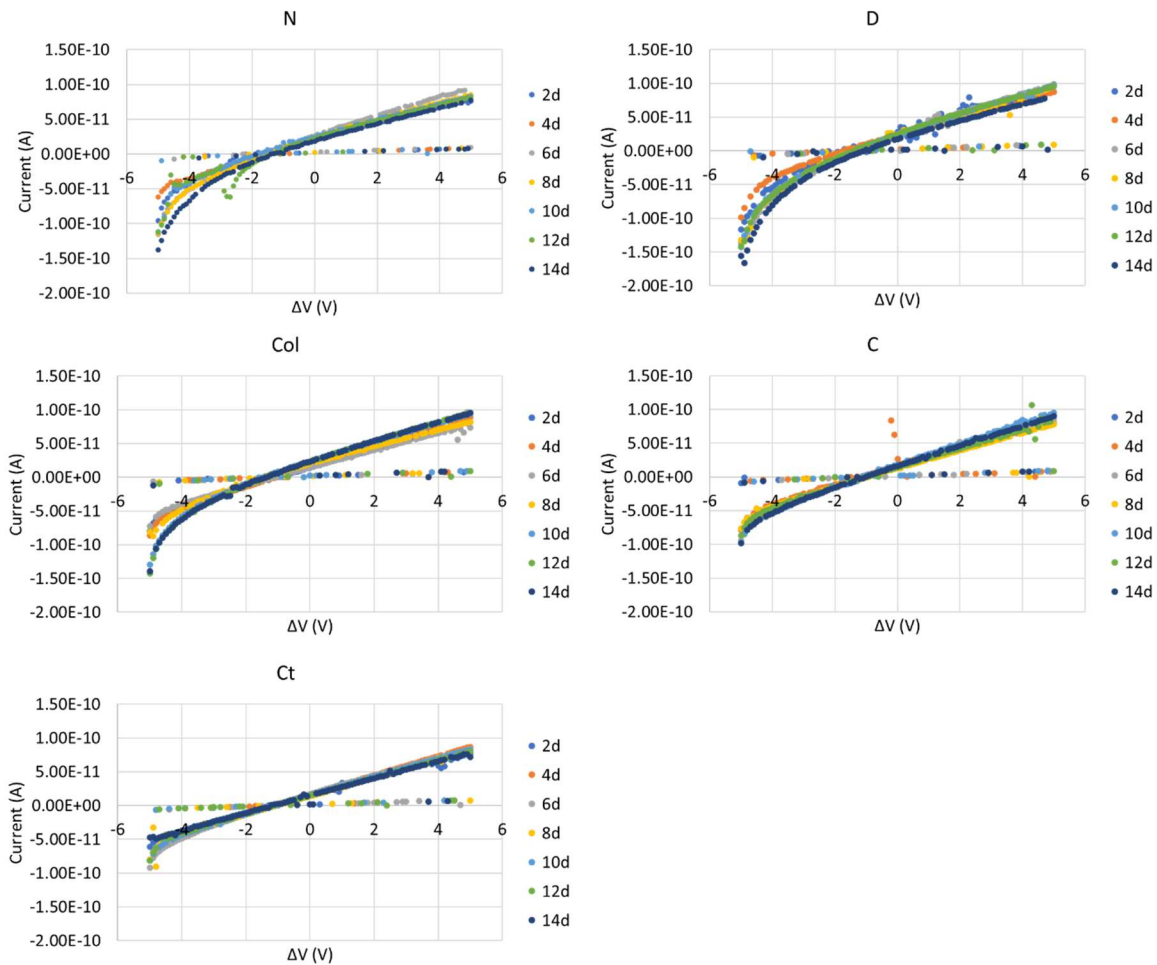 N
1.50E-10
1.00E-10
5.00E-11
0.00E+00
-5.00E-11
-1.00E-10
-1.50E-10
-2.00E-10
-6 -4 -2 0 2 4 6
Current (A)
ΔV (V)
2d
4d
6d
8d
10d
12d
14d
D
1.50E-10
1.00E-10
5.00E-11
0.00E+00
-5.00E-11
-1.00E-10
-1.50E-10
-2.00E-10
-6 -4 -2 0 2 4 6
Current (A)
ΔV (V)
2d
4d
6d
8d
10d
12d
14d
Col
1.50E-10
1.00E-10
5.00E-11
0.00E+00
-5.00E-11
-1.00E-10
-1.50E-10
-2.00E-10
-6 -4 -2 0 2 4 6
Current (A)
ΔV (V)
2d
4d
6d
8d
10d
12d
14d
C
1.50E-10
1.00E-10
5.00E-11
0.00E+00
-5.00E-11
-1.00E-10
-1.50E-10
-2.00E-10
-6 -4 -2 0 2 4 6
Current (A)
ΔV (V)
2d
4d
6d
8d
10d
12d
14d
Ct
1.50E-10
1.00E-10
5.00E-11
0.00E+00
-5.00E-11
-1.00E-10
-1.50E-10
-2.00E-10
-6 -4 -2 0 2 4 6
Current (A)
ΔV (V)
2d
4d
6d
8d
10d
12d
14d